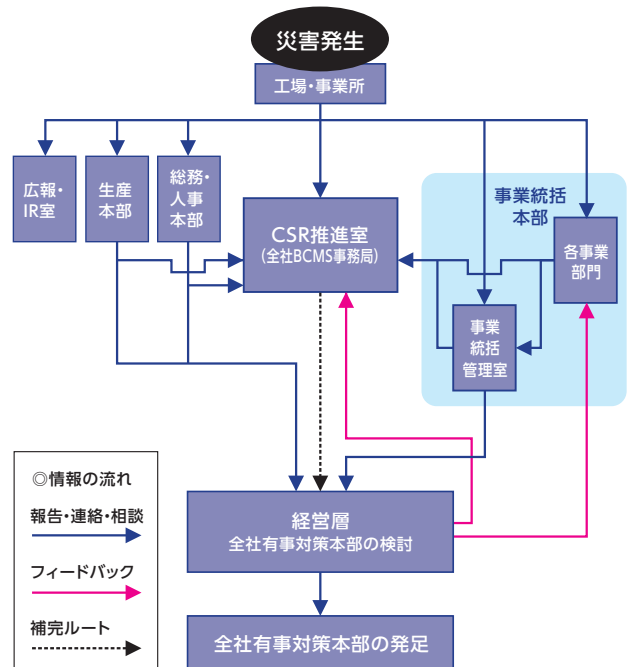 災害発生
工場・事業所
広報・
IR室
生産
本部
総務・
人事
本部
CSR推進室
(全社BCMS事務局)
事業統括
本部
各事業
部門
事業
統括
管理室
◎情報の流れ
報告・連絡・相談
フィードバック
補完ルート
経営層
全社有事対策本部の検討
全社有事対策本部の発足